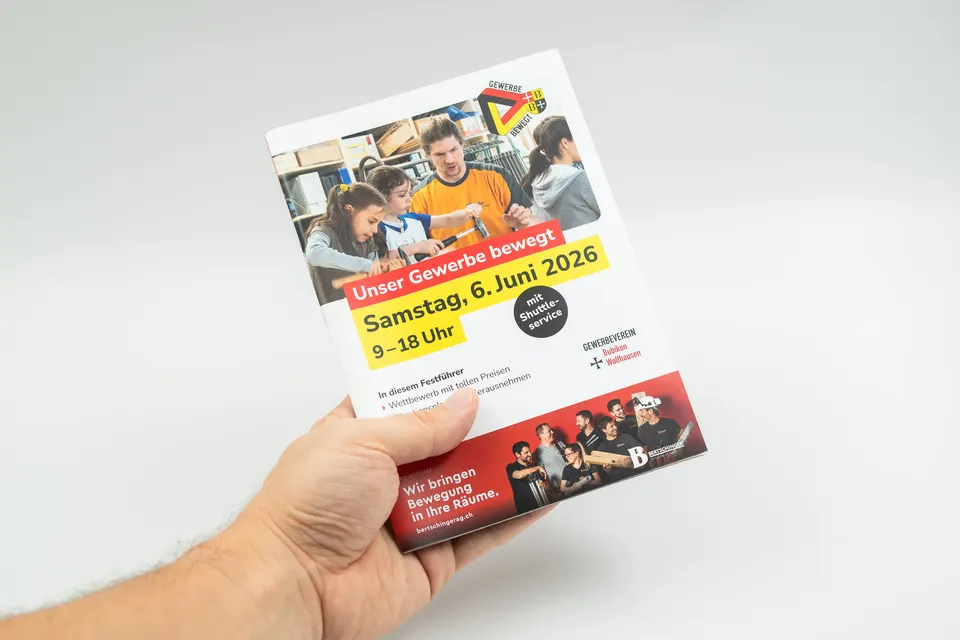 GEWERBE
BEWEGT
B
B
Unser Gewerbe bewegt
Samstag, 6. Juni 2026
9–18 Uhr
mit
Shuttle-
service
GEWERBEVEREIN
Bubikon
Wolfhausen
In diesem Festführer
Wettbewerb mit tollen Preisen
Wir bringen
Bewegung
in Ihre Räume.
bertschingerag.ch
B
BERTSCHINGER